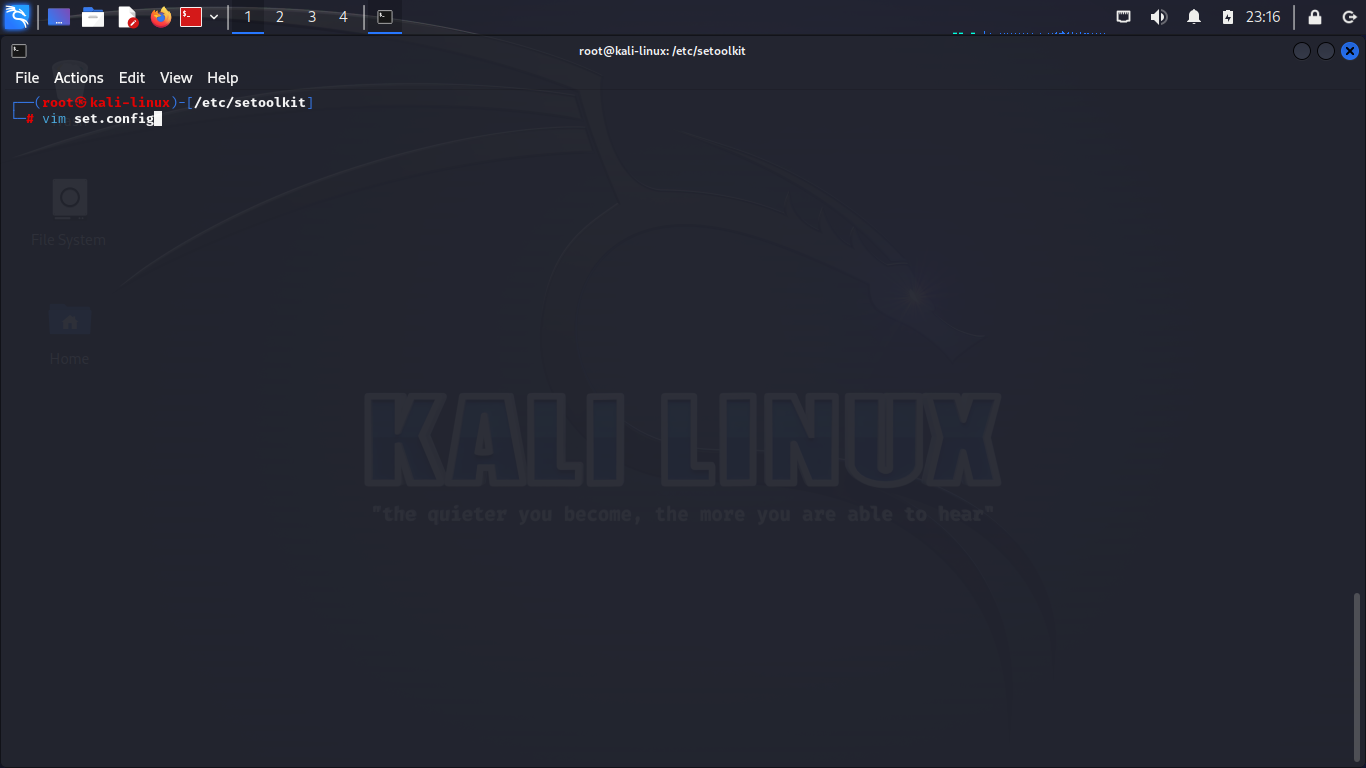 1 2 3 4 23:16
root@kali-linux: /etc/setoolkit
File Actions Edit View Help
┌──(root㉿kali-linux)-[/etc/setoolkit]
└─# vim set.config
File System
Home
KALI LINUX
"the quieter you become, the more you are able to hear"